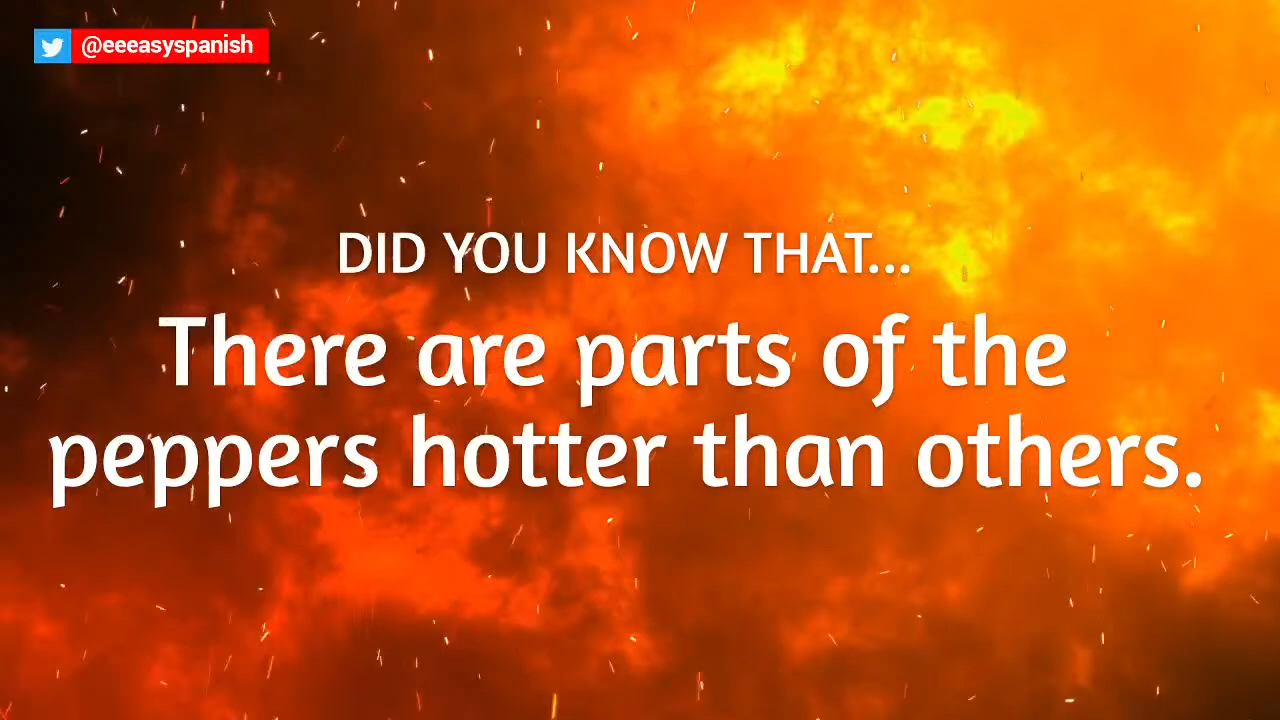 @eeeasyspanish
DID YOU KNOW THAT...
There are parts of the
peppers hotter than others.